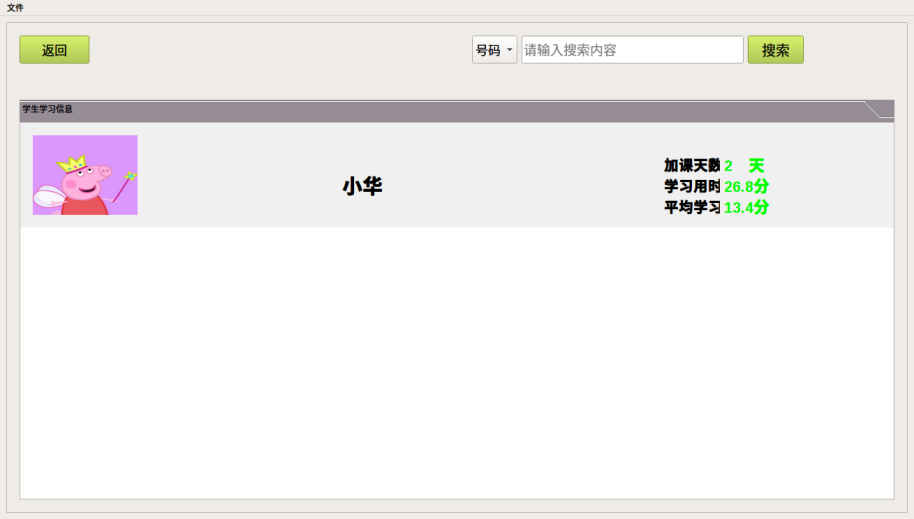 文件
返回
号码
请输入搜索内容
搜索
学生学习信息
小华
加课天数 2 天
学习用时 26.8分
平均学习 13.4分